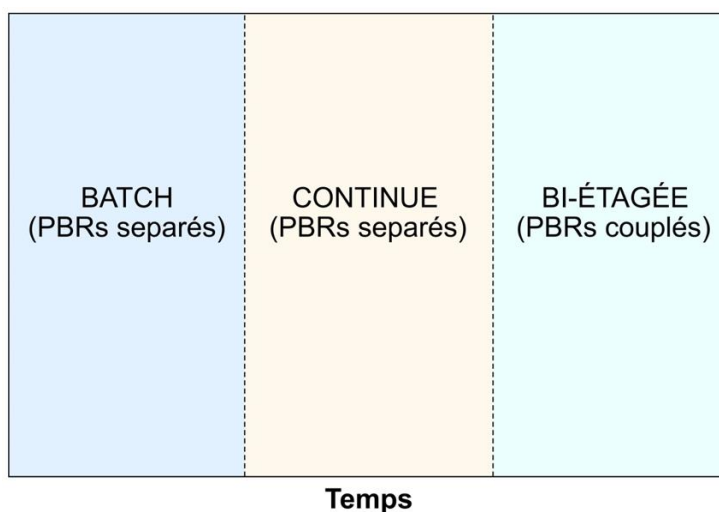 BATCH
(PBRs separés)
CONTINUE
(PBRs separés)
BI-ÉTAGÉE
(PBRs couplés)
Temps